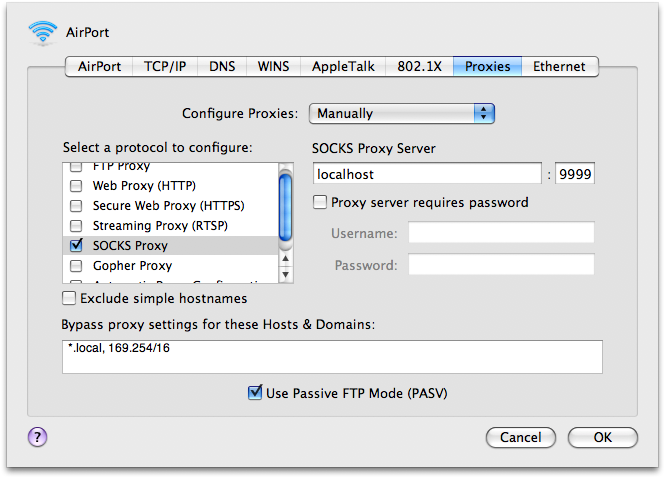 AirPort
AirPort TCP/IP DNS WINS AppleTalk 802.1X Proxies Ethernet
Configure Proxies: Manually
Select a protocol to configure:
FTP Proxy
Web Proxy (HTTP)
Secure Web Proxy (HTTPS)
Streaming Proxy (RTSP)
SOCKS Proxy
Gopher Proxy
Exclude simple hostnames
SOCKS Proxy Server
localhost : 9999
Proxy server requires password
Username:
Password:
Bypass proxy settings for these Hosts & Domains:
*.local, 169.254/16
Use Passive FTP Mode (PASV)
? Cancel OK